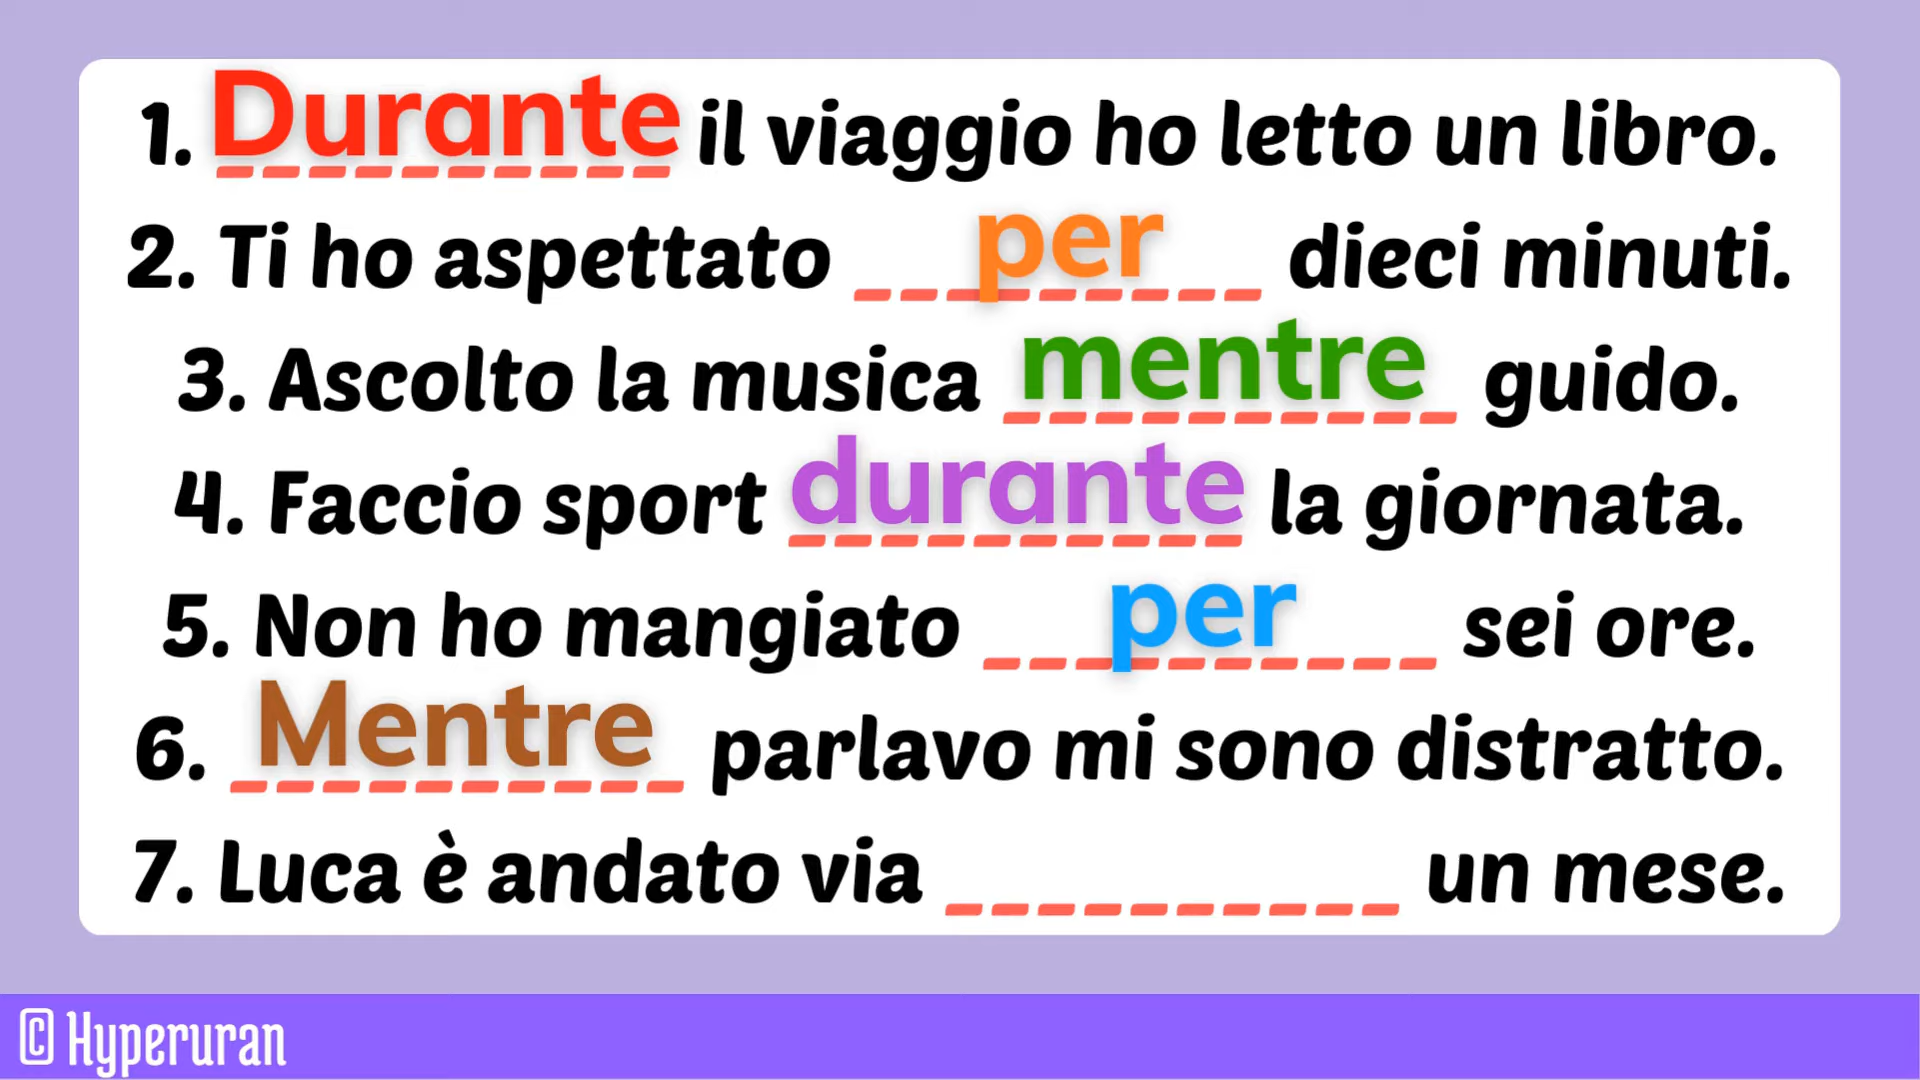 1. Durante il viaggio ho letto un libro.
2. Ti ho aspettato per dieci minuti.
3. Ascolto la musica mentre guido.
4. Faccio sport durante la giornata.
5. Non ho mangiato per sei ore.
6. Mentre parlavo mi sono distratto.
7. Luca è andato via __________ un mese.
© Hyperuran